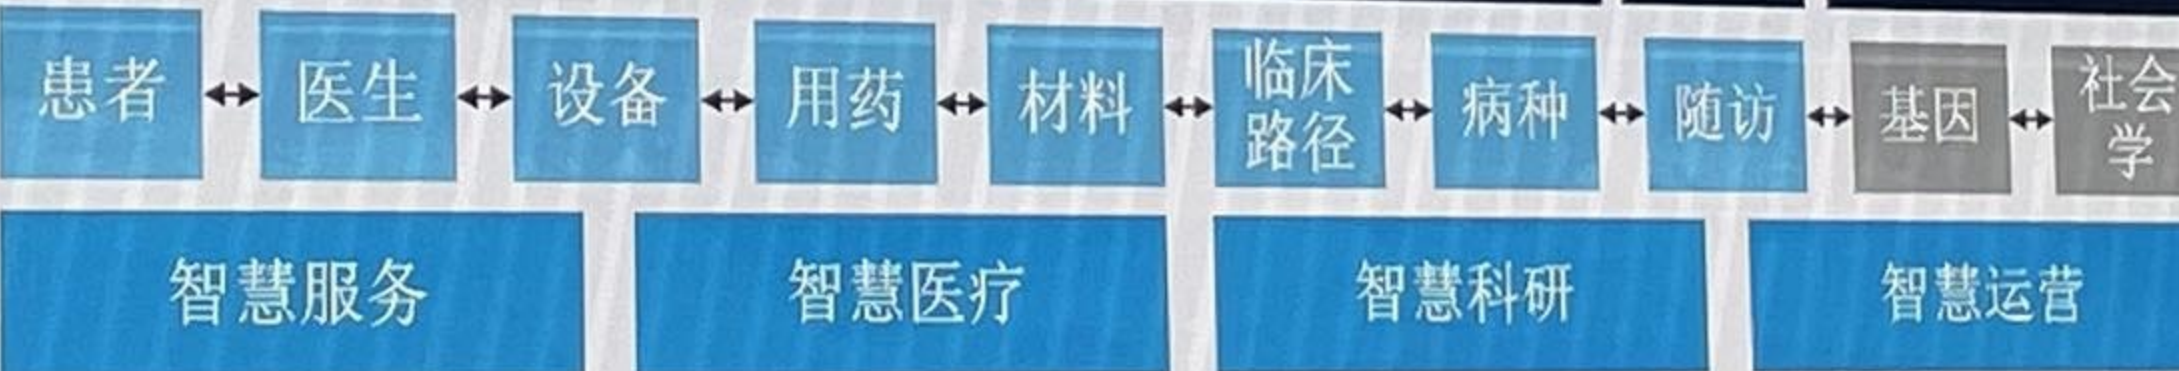 患者 医生 设备 用药 材料 临床路径 病种 随访 基因 社会学
智慧服务 智慧医疗 智慧科研 智慧运营